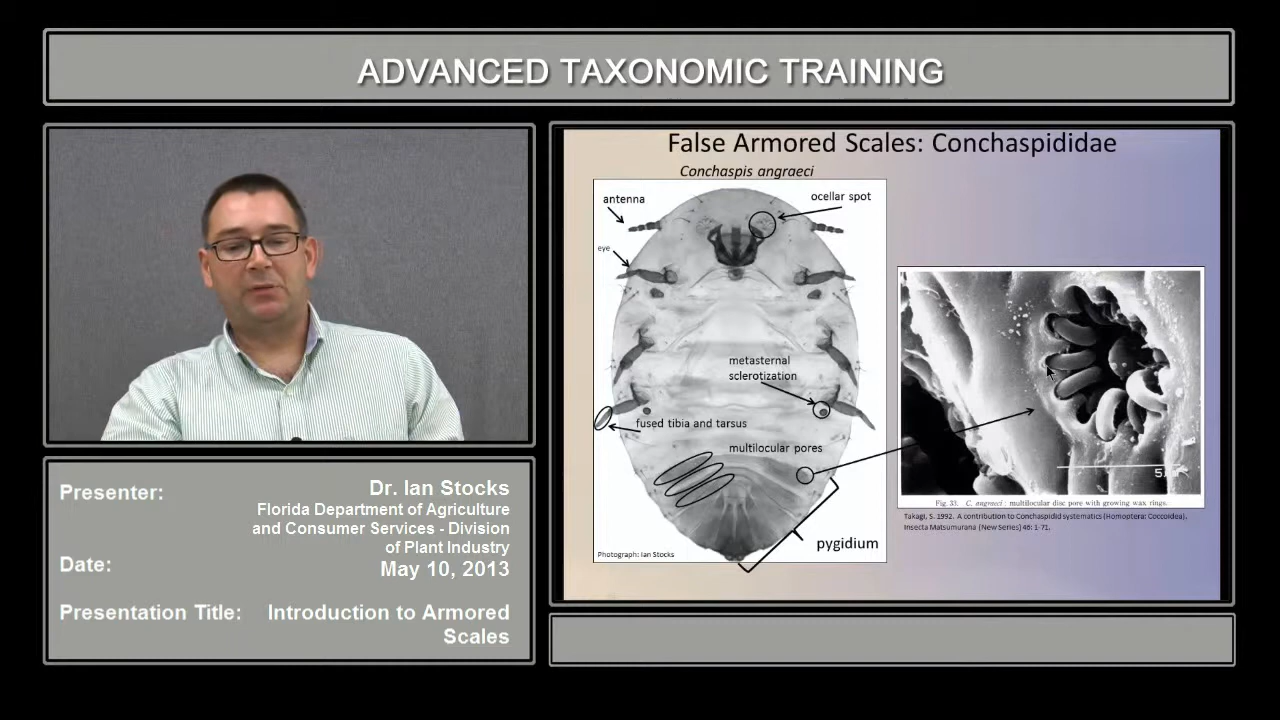 ADVANCED TAXONOMIC TRAINING
Presenter:
Dr. Ian Stocks
Florida Department of Agriculture
and Consumer Services - Division
of Plant Industry
Date:
May 10, 2013
Presentation Title:
Introduction to Armored
Scales
False Armored Scales: Conchaspididae
Conchaspis angraeci
antenna
ocellar spot
eye
metasternal
sclerotization
fused tibia and tarsus
multilocular pores
pygidium
Photograph: Ian Stocks
5
Fig. 33. C. angraeci: multilocular disc pore with growing wax rings.
Takagi, S. 1992. A contribution to Conchaspidid systematics (Homoptera: Coccoidea).
Insecta Matsumurana (New Series) 46: 1-71.